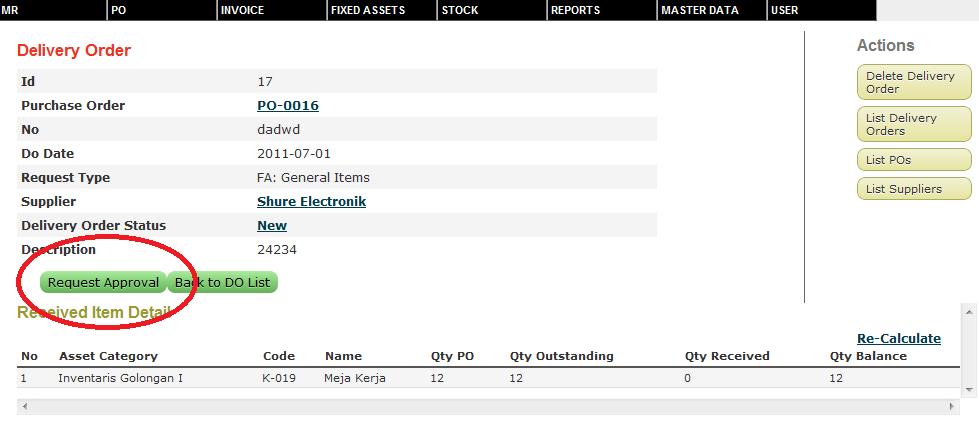 MR PO INVOICE FIXED ASSETS STOCK REPORTS MASTER DATA USER
Delivery Order
Id 17
Purchase Order PO-0016
No dadwd
Do Date 2011-07-01
Request Type FA: General Items
Supplier Shure Electronik
Delivery Order Status New
Description 24234
Request Approval Back to DO List
Actions
Delete Delivery
Order
List Delivery
Orders
List POs
List Suppliers
Received Item Details
Re-Calculate
No Asset Category Code Name Qty PO Qty Outstanding Qty Received Qty Balance
1 Inventaris Golongan I K-019 Meja Kerja 12 12 0 12